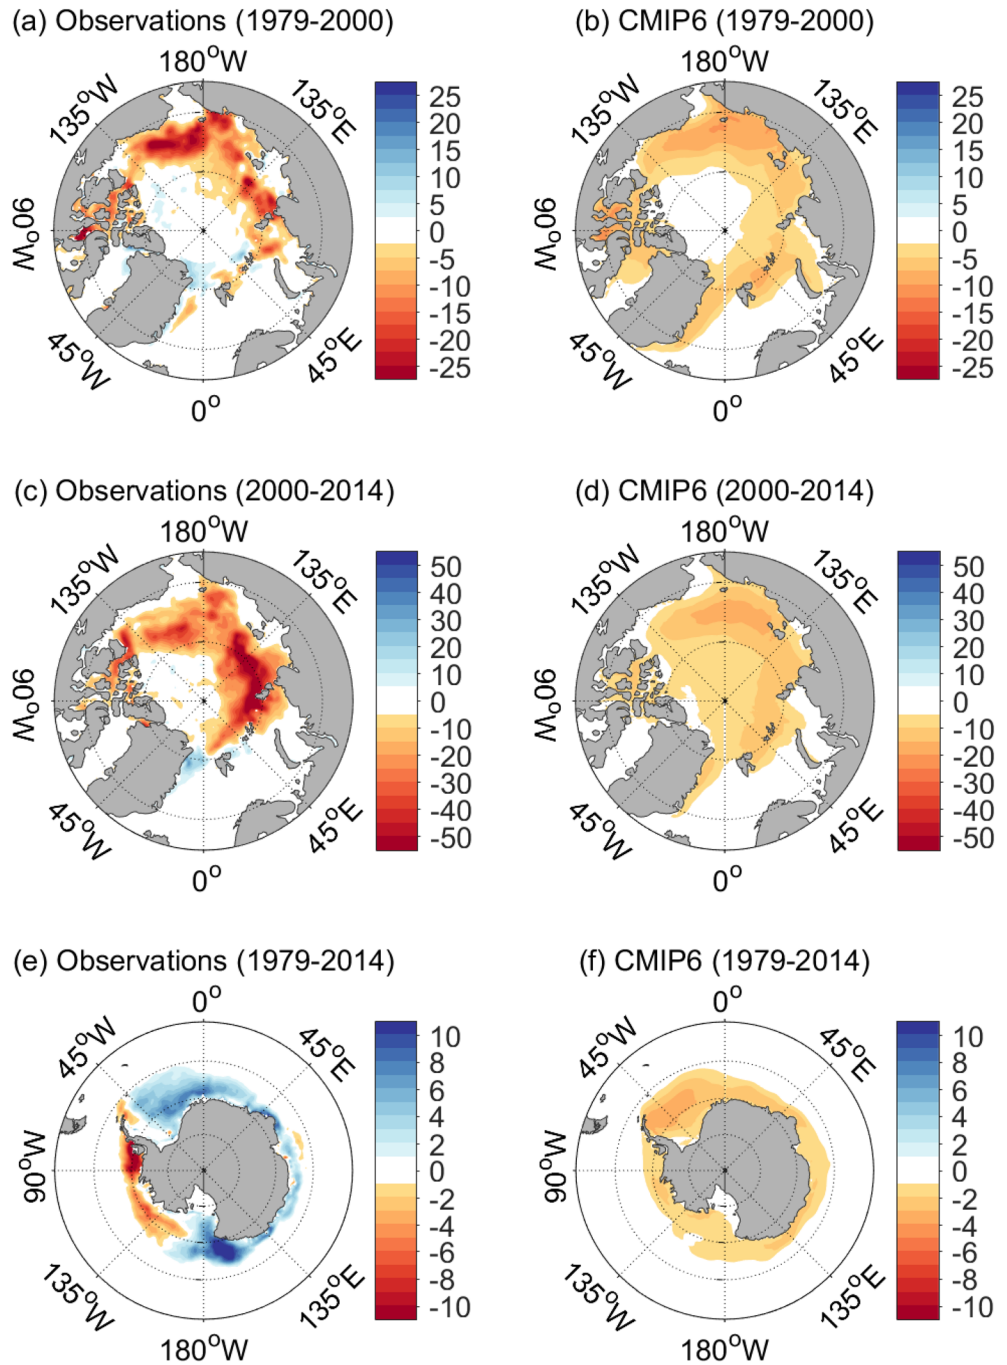 (a) Observations (1979-2000)
180°W
135°W
135°E
90°W
45°W
45°E
0°
25
20
15
10
5
0
-5
-10
-15
-20
-25
(b) CMIP6 (1979-2000)
180°W
135°W
135°E
90°W
45°W
45°E
0°
25
20
15
10
5
0
-5
-10
-15
-20
-25
(c) Observations (2000-2014)
180°W
135°W
135°E
90°W
45°W
45°E
0°
50
40
30
20
10
0
-10
-20
-30
-40
-50
(d) CMIP6 (2000-2014)
180°W
135°W
135°E
90°W
45°W
45°E
0°
50
40
30
20
10
0
-10
-20
-30
-40
-50
(e) Observations (1979-2014)
0°
45°W
45°E
90°W
135°W
135°E
180°W
10
8
6
4
2
0
-2
-4
-6
-8
-10
(f) CMIP6 (1979-2014)
0°
45°W
45°E
90°W
135°W
135°E
180°W
10
8
6
4
2
0
-2
-4
-6
-8
-10